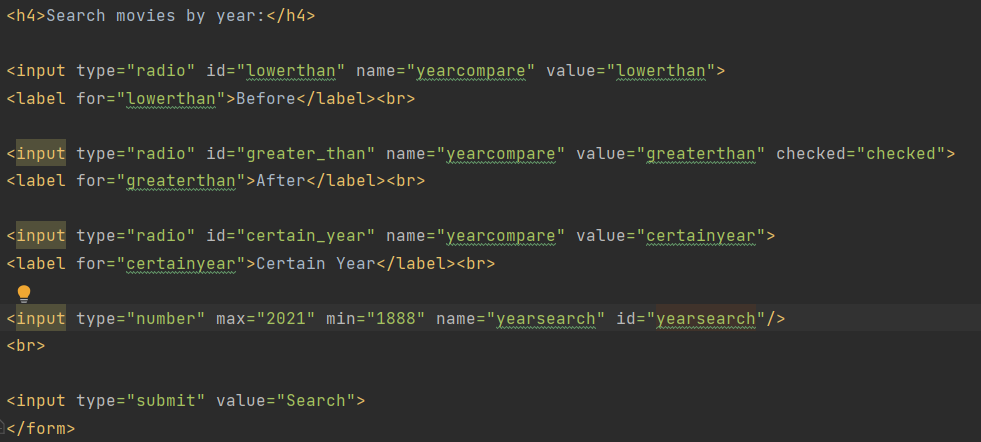 <h4>Search movies by year:</h4>
<input type="radio" id="lowerthan" name="yearcompare" value="lowerthan">
<label for="lowerthan">Before</label><br>
<input type="radio" id="greater_than" name="yearcompare" value="greaterthan" checked="checked">
<label for="greaterthan">After</label><br>
<input type="radio" id="certain_year" name="yearcompare" value="certainyear">
<label for="certainyear">Certain Year</label><br>
<input type="number" max="2021" min="1888" name="yearsearch" id="yearsearch"/>
<br>
<input type="submit" value="Search">
</form>